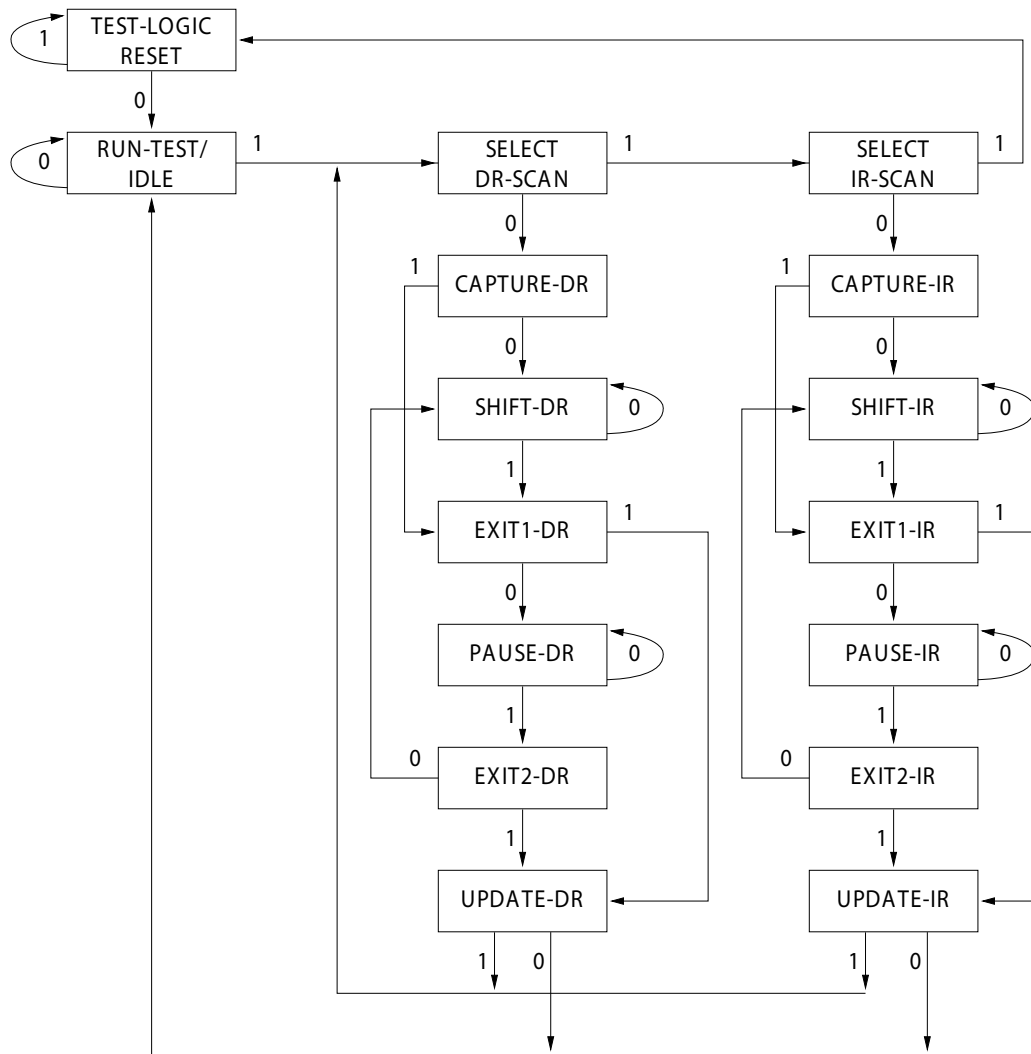 TEST-LOGIC
RESET
1
0
RUN-TEST/
IDLE
0
1
SELECT
DR-SCAN
1
SELECT
IR-SCAN
1
0
0
1
CAPTURE-DR
1
CAPTURE-IR
0
0
SHIFT-DR
0
SHIFT-IR
0
1
1
EXIT1-DR
1
EXIT1-IR
1
0
0
PAUSE-DR
0
PAUSE-IR
0
1
1
0
EXIT2-DR
0
EXIT2-IR
1
1
UPDATE-DR
UPDATE-IR
1
0
1
0